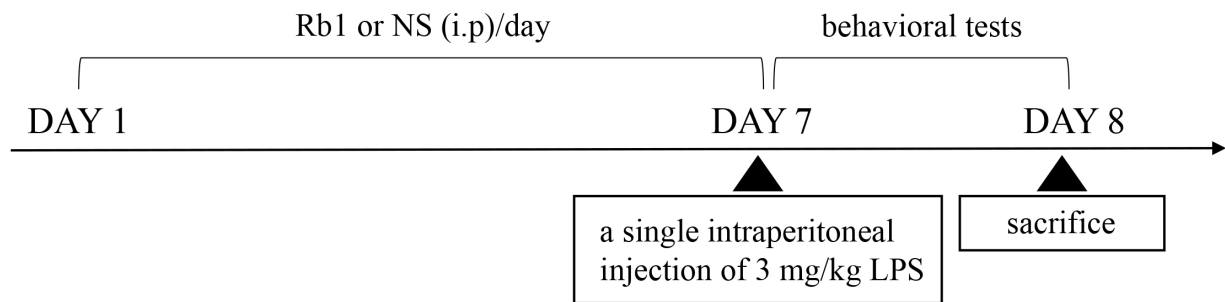 Rb1 or NS (i.p)/day
behavioral tests
DAY 1
DAY 7
DAY 8
a single intraperitoneal
injection of 3 mg/kg LPS
sacrifice